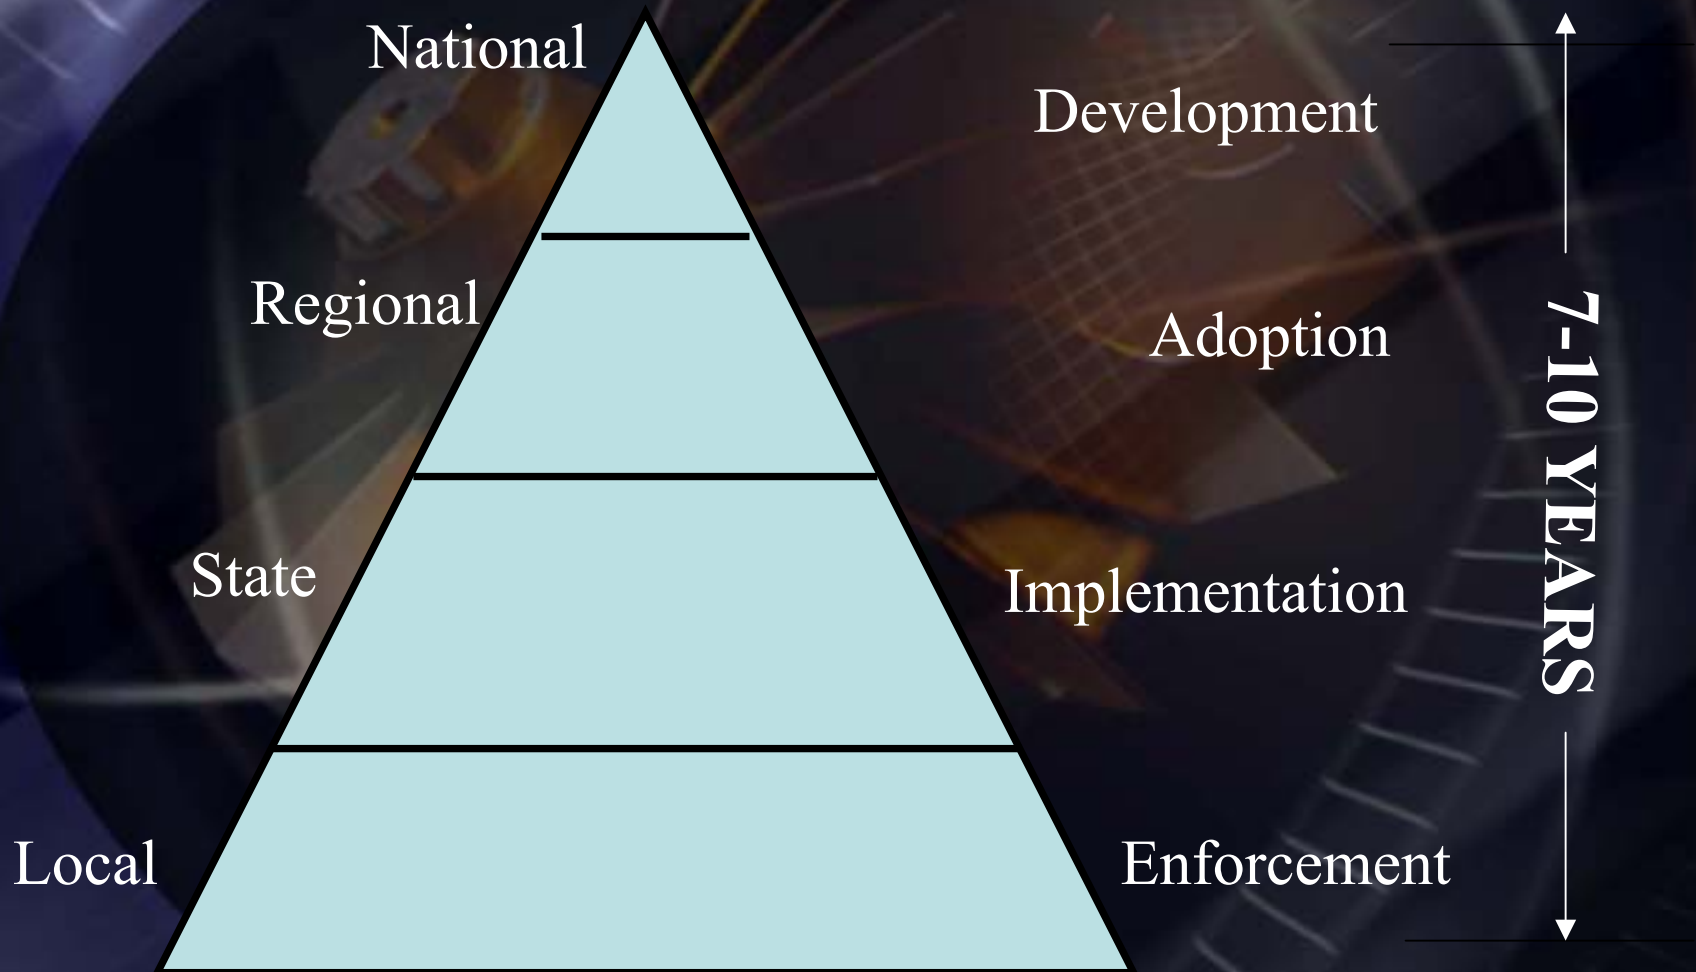 National
Development
Regional
Adoption
State
Implementation
Local
Enforcement
7-10 YEARS